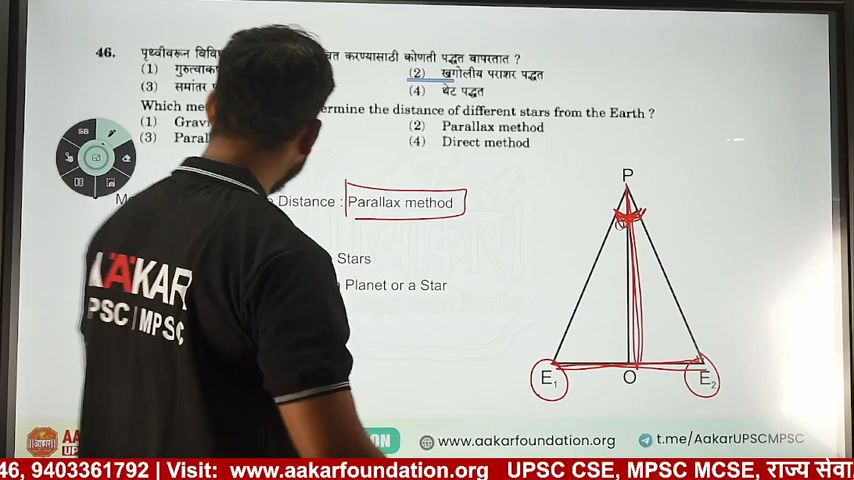 46. पृथ्वीवरून करण्यासाठी कोणती पद्धत वापरतात ?
(1) (2) खगोलीय पराशर पद्धत
(3) समांतर (4) थेट पद्धत
Which ermine the distance of different stars from the Earth ?
(1) Grav (2) Parallax method
(3) Paral (4) Direct method
Distance : Parallax method
Stars
Planet or a Star
P
E1 O E2
AAKAR
PSC | MPSC
आकार
ON www.aakarfoundation.org t.me/AakarUPSCMPSC
46, 9403361792 | Visit: www.aakarfoundation.org UPSC CSE, MPSC MCSE, राज्य सेवा,